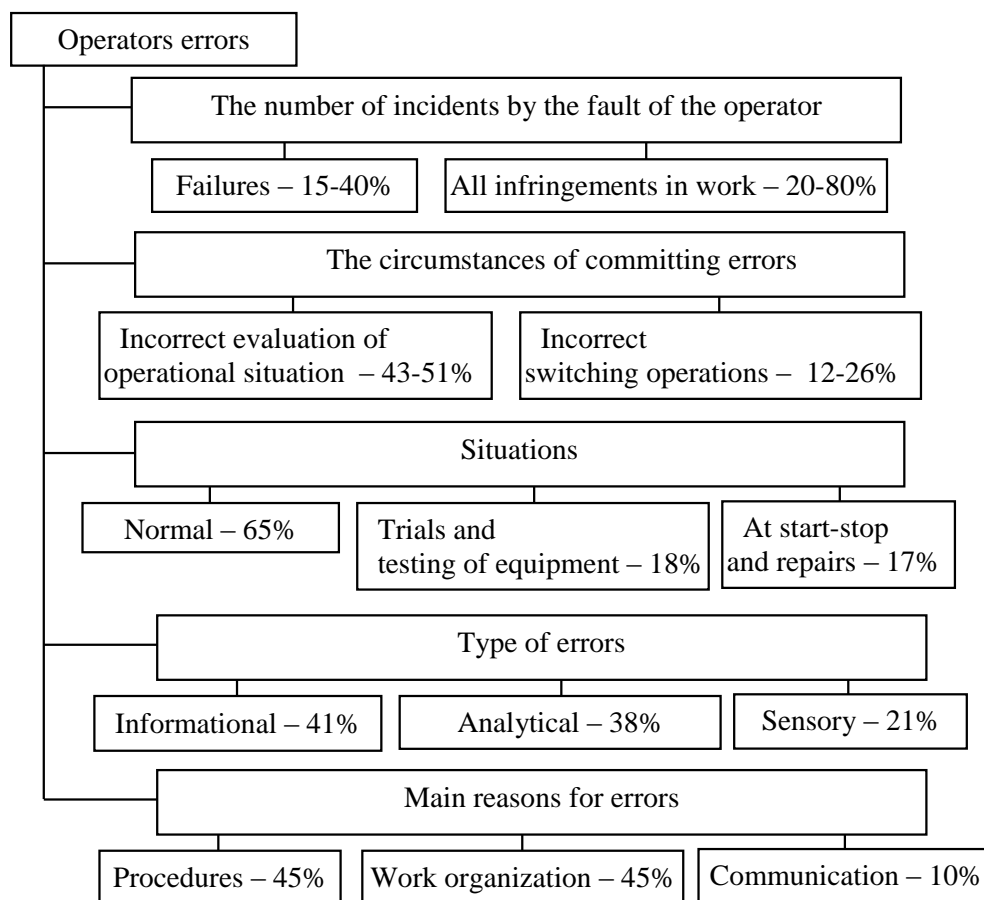 Operators errors
The number of incidents by the fault of the operator
Failures – 15-40%
All infringements in work – 20-80%
The circumstances of committing errors
Incorrect evaluation of
operational situation – 43-51%
Incorrect
switching operations – 12-26%
Situations
Normal – 65%
Trials and
testing of equipment – 18%
At start-stop
and repairs – 17%
Type of errors
Informational – 41%
Analytical – 38%
Sensory – 21%
Main reasons for errors
Procedures – 45%
Work organization – 45%
Communication – 10%